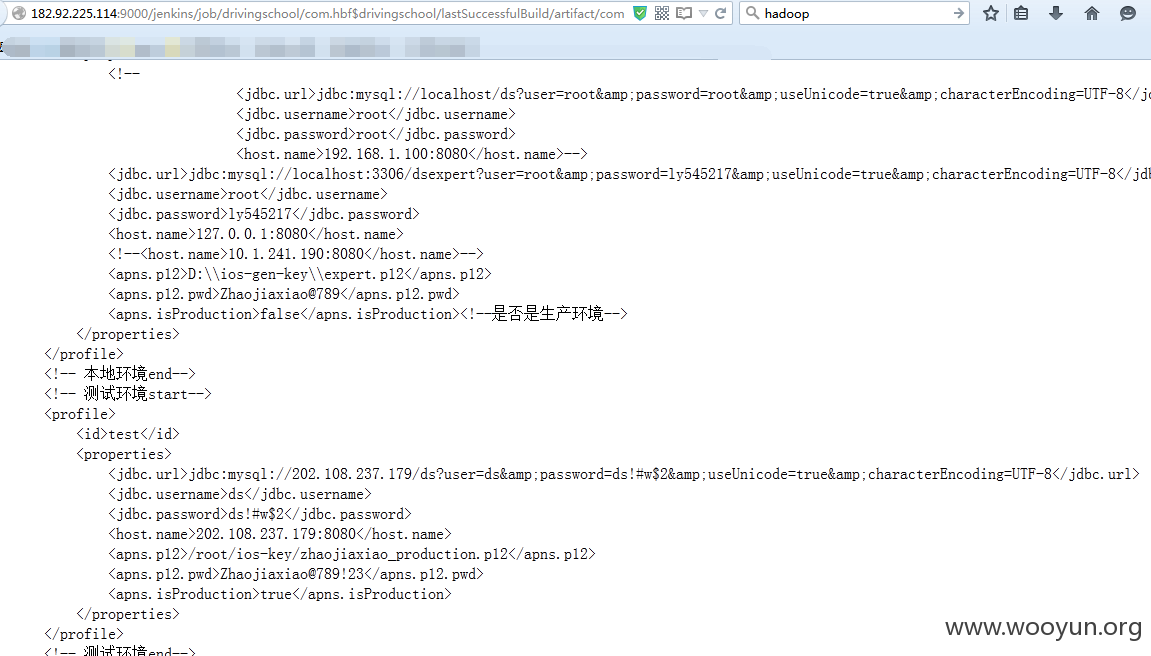 182.92.225.114:9000/jenkins/job/drivingschool/com.hbf$drivingschool/lastSuccessfulBuild/artifact/com
hadoop
<!--
<jdbc.url>jdbc:mysql://localhost/ds?user=root&amp;password=root&amp;useUnicode=true&amp;characterEncoding=UTF-8</jd
<jdbc.username>root</jdbc.username>
<jdbc.password>root</jdbc.password>
<host.name>192.168.1.100:8080</host.name>-->
<jdbc.url>jdbc:mysql://localhost:3306/dsexpert?user=root&amp;password=ly545217&amp;useUnicode=true&amp;characterEncoding=UTF-8</jdb
<jdbc.username>root</jdbc.username>
<jdbc.password>ly545217</jdbc.password>
<host.name>127.0.0.1:8080</host.name>
<!--<host.name>10.1.241.190:8080</host.name>-->
<apns.p12>D:\\ios-gen-key\\expert.p12</apns.p12>
<apns.p12.pwd>Zhaojiaxiao@789</apns.p12.pwd>
<apns.isProduction>false</apns.isProduction><!--是否是生产环境-->
</properties>
</profile>
<!-- 本地环境end-->
<!-- 测试环境start-->
<profile>
<id>test</id>
<properties>
<jdbc.url>jdbc:mysql://202.108.237.179/ds?user=ds&amp;password=ds!#w$2&amp;useUnicode=true&amp;characterEncoding=UTF-8</jdbc.url>
<jdbc.username>ds</jdbc.username>
<jdbc.password>ds!#w$2</jdbc.password>
<host.name>202.108.237.179:8080</host.name>
<apns.p12>/root/ios-key/zhaojiaxiao_production.p12</apns.p12>
<apns.p12.pwd>Zhaojiaxiao@789!23</apns.p12.pwd>
<apns.isProduction>true</apns.isProduction>
</properties>
</profile>
<!-- 测试环境end-->
www.wooyun.org